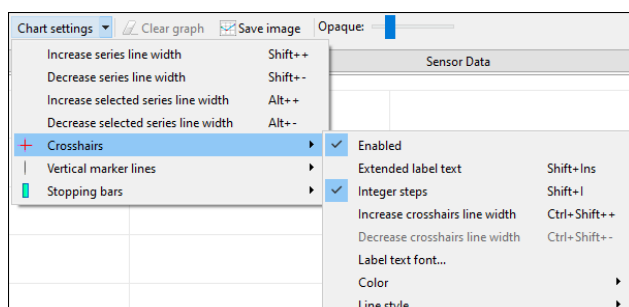 Chart settings Clear graph Save image Opaque:
Sensor Data
Increase series line width Shift++
Decrease series line width Shift+-
Increase selected series line width Alt++
Decrease selected series line width Alt+-
Crosshairs
Vertical marker lines
Stopping bars
Enabled
Extended label text Shift+Ins
Integer steps Shift+I
Increase crosshairs line width Ctrl+Shift++
Decrease crosshairs line width Ctrl+Shift+-
Label text font...
Color
Line style